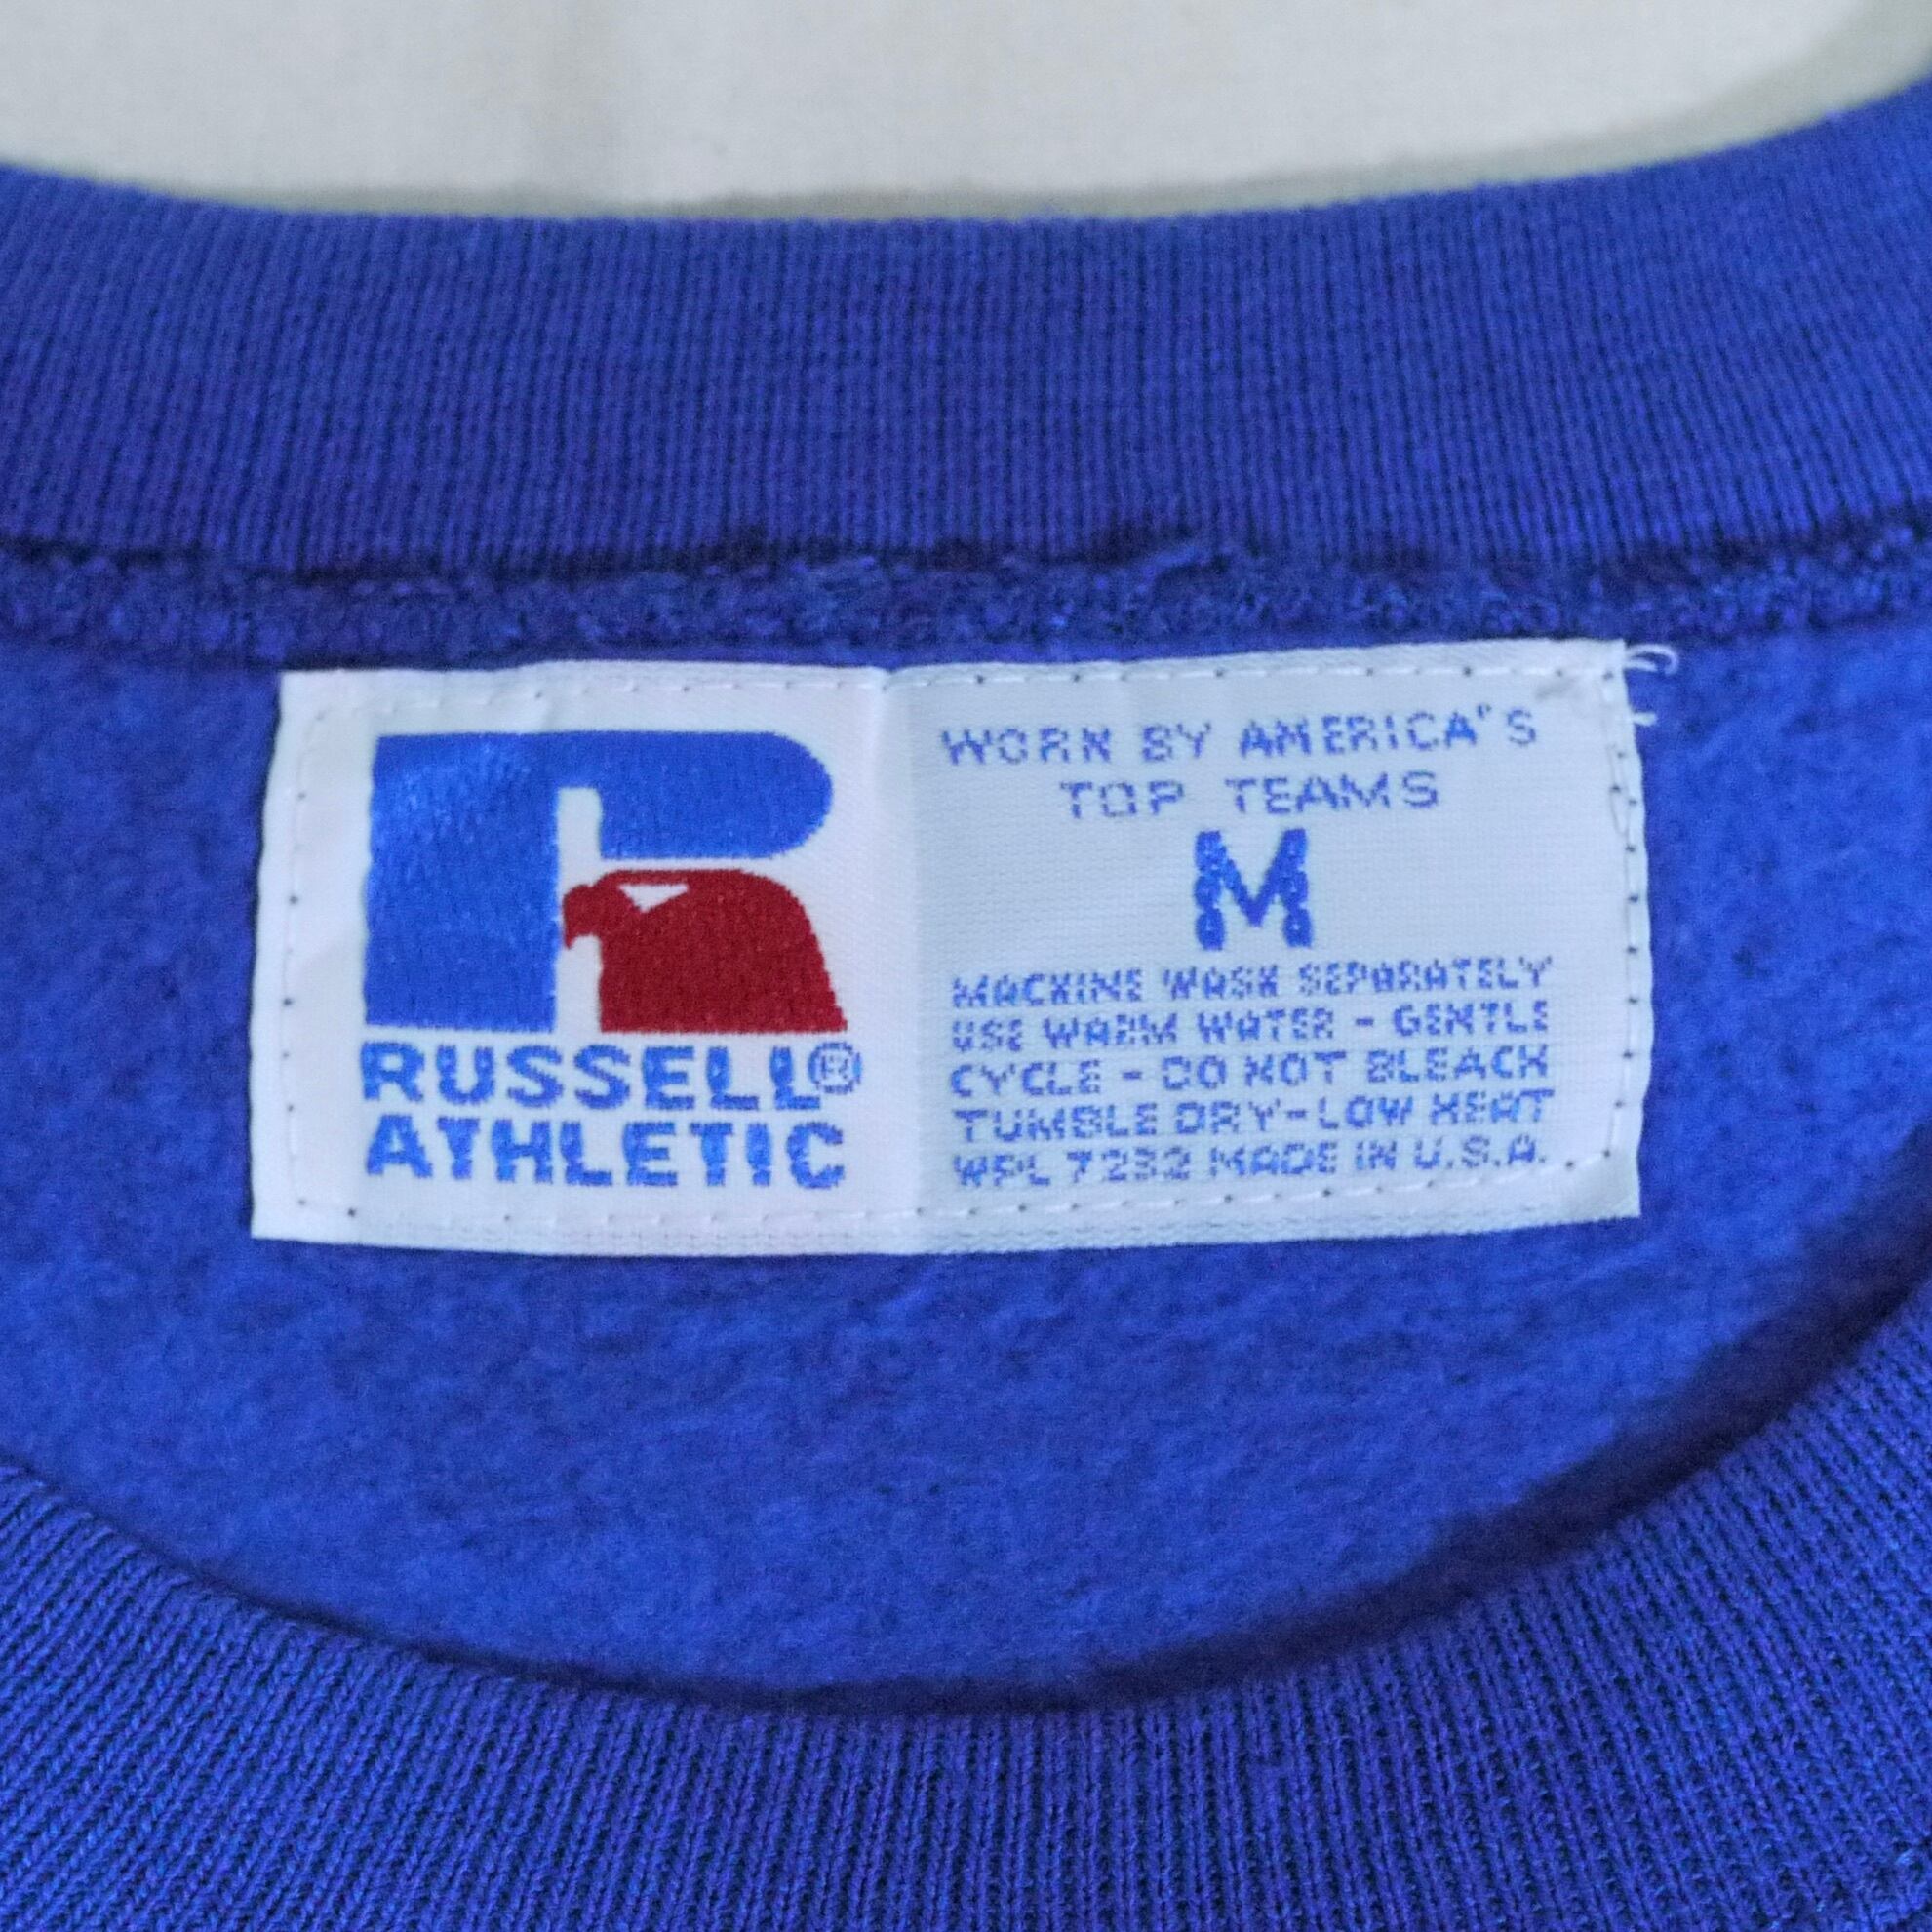 RUSSELL®
ATHLETIC
WORN BY AMERICA'S
TOP TEAMS
M
MACHINE WASH SEPARATELY
USE WARM WATER - GENTLE
CYCLE - DO NOT BLEACH
TUMBLE DRY - LOW HEAT
WPL 7232 MADE IN U.S.A.